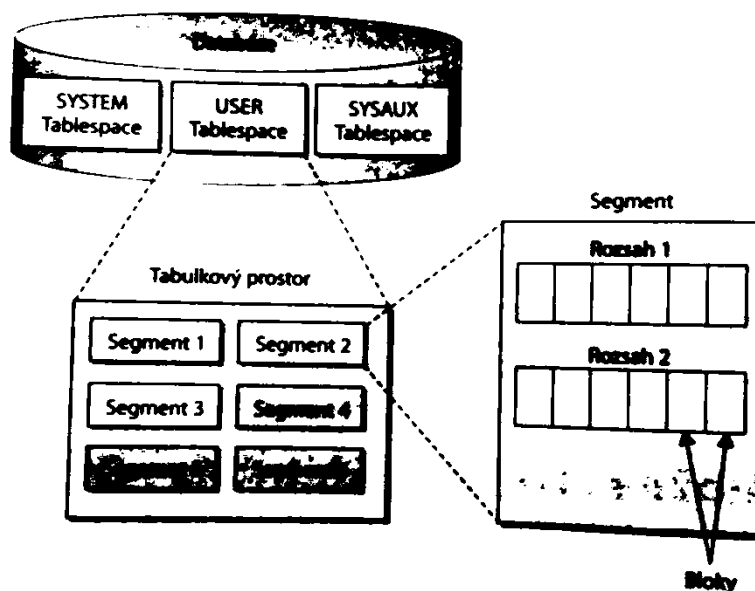 Database
SYSTEM
Tablespace
USER
Tablespace
SYSAUX
Tablespace
Segment
Rozsah 1
Tabulkový prostor
Segment 1
Segment 2
Rozsah 2
Segment 3
Segment 4
Bloky